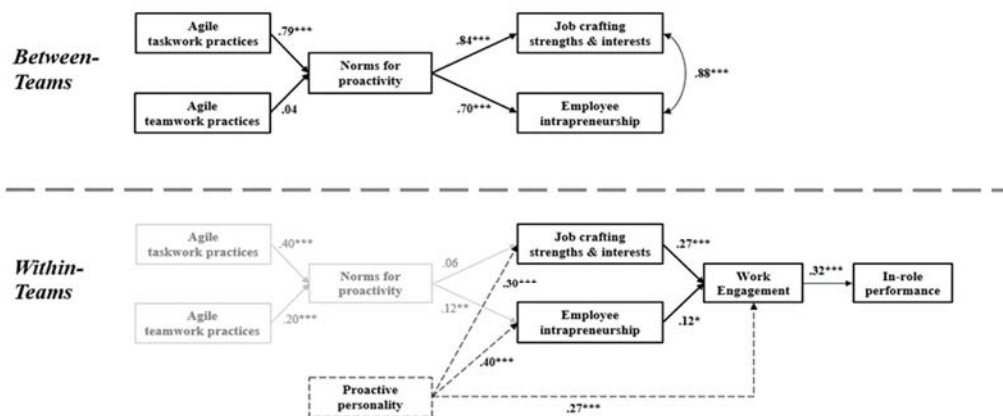 Between-
Teams
Agile
taskwork practices
.79***
Agile
teamwork practices
.04
Norms for
proactivity
.84***
.70***
Job crafting
strengths & interests
Employee
intrapreneurship
.88***
Within-
Teams
Agile
taskwork practices
.40***
Agile
teamwork practices
.20***
Norms for
proactivity
.06
.12**
Job crafting
strengths & interests
.30***
Employee
intrapreneurship
.40***
.27***
.12*
Work
Engagement
.32***
In-role
performance
Proactive
personality
.27***